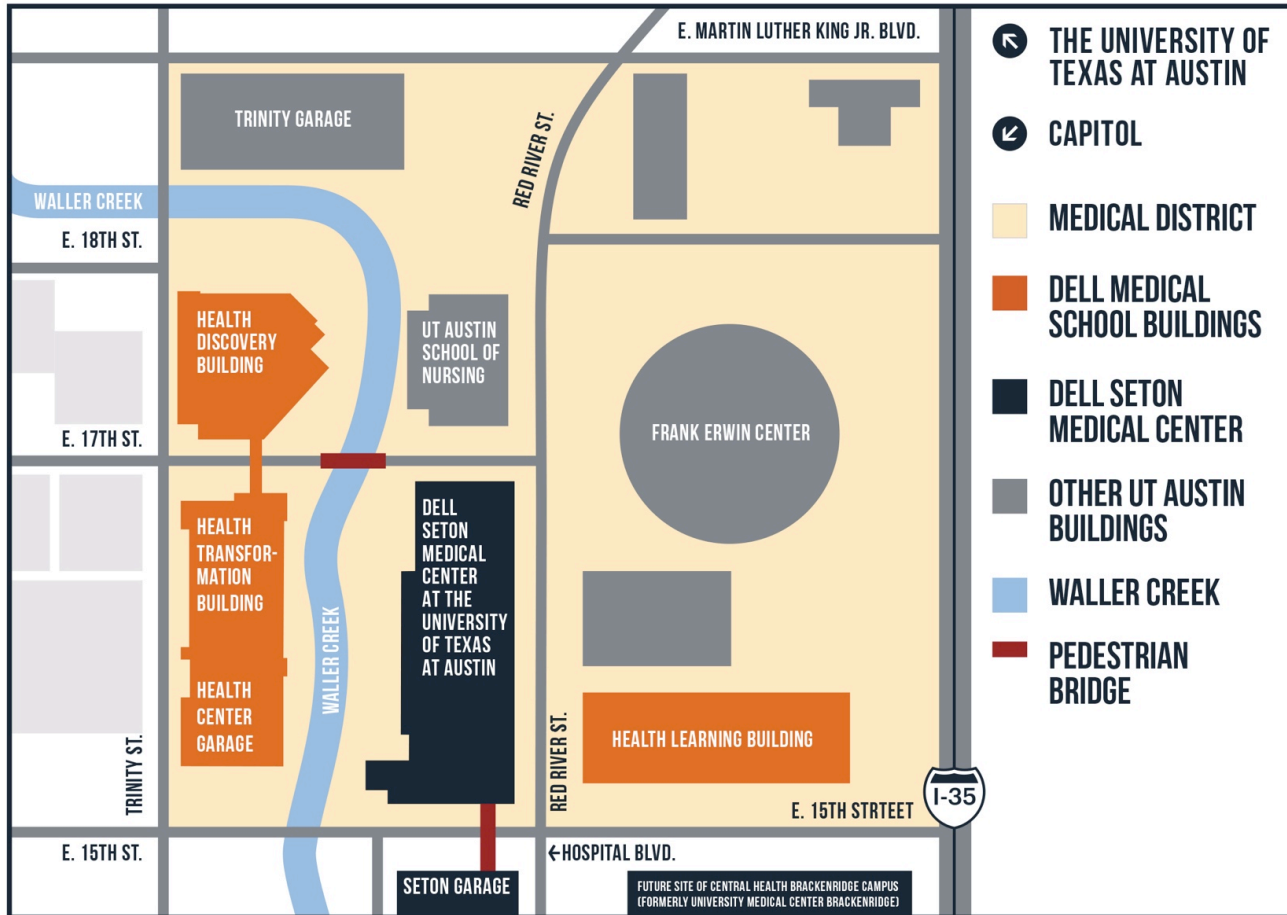 E. MARTIN LUTHER KING JR. BLVD.
TRINITY GARAGE
RED RIVER ST.
WALLER CREEK
E. 18TH ST.
HEALTH
DISCOVERY
BUILDING
UT AUSTIN
SCHOOL OF
NURSING
FRANK ERWIN CENTER
E. 17TH ST.
DELL
SETON
MEDICAL
CENTER
AT THE
UNIVERSITY
OF TEXAS
AT AUSTIN
HEALTH
TRANSFOR-
MATION
BUILDING
WALLER CREEK
HEALTH
CENTER
GARAGE
TRINITY ST.
RED RIVER ST.
HEALTH LEARNING BUILDING
E. 15TH STRTEET
I-35
E. 15TH ST.
←HOSPITAL BLVD.
SETON GARAGE
FUTURE SITE OF CENTRAL HEALTH BRACKENRIDGE CAMPUS
(FORMERLY UNIVERSITY MEDICAL CENTER BRACKENRIDGE)
THE UNIVERSITY OF
TEXAS AT AUSTIN
CAPITOL
MEDICAL DISTRICT
DELL MEDICAL
SCHOOL BUILDINGS
DELL SETON
MEDICAL CENTER
OTHER UT AUSTIN
BUILDINGS
WALLER CREEK
PEDESTRIAN
BRIDGE